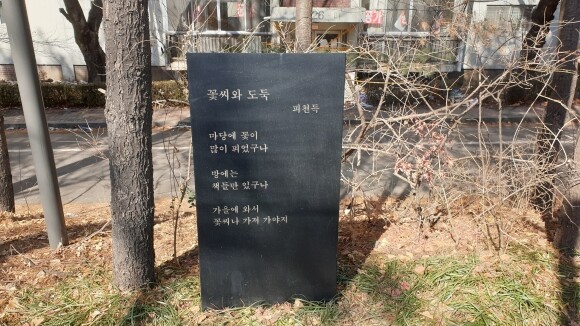 꽃씨와 도둑
피천득
마당에 꽃이
많이 피었구나
방에는
책들만 있구나
가을에 와서
꽃씨나 가져 가야지